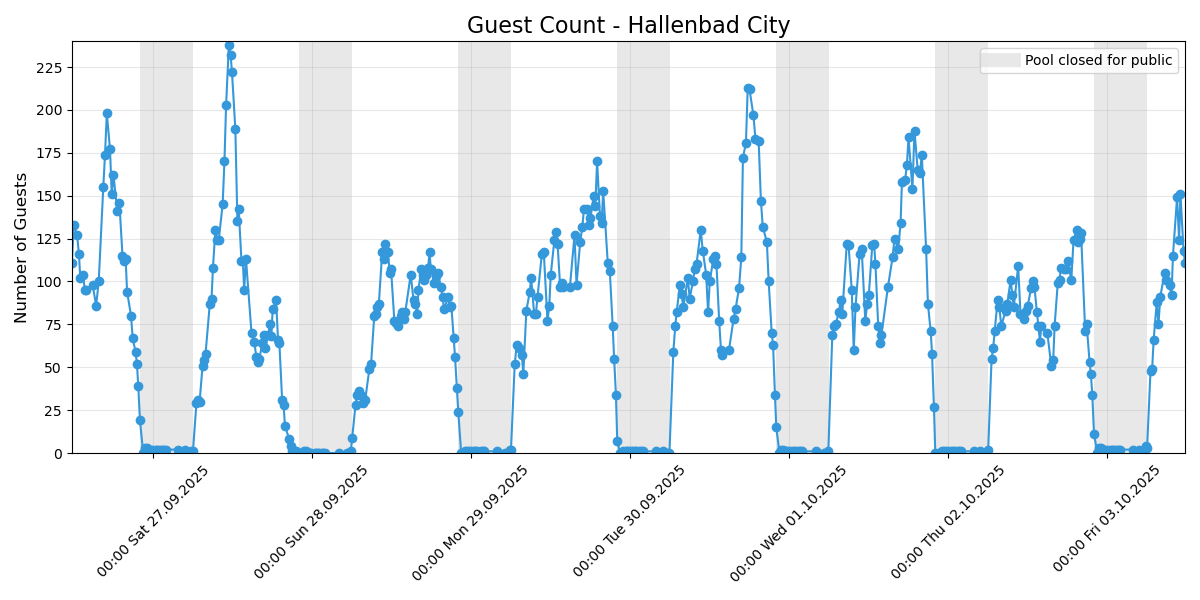 Guest Count - Hallenbad City
Pool closed for public
Number of Guests
225
200
175
150
125
100
75
50
25
0
00:00 Sat 27.09.2025
00:00 Sun 28.09.2025
00:00 Mon 29.09.2025
00:00 Tue 30.09.2025
00:00 Wed 01.10.2025
00:00 Thu 02.10.2025
00:00 Fri 03.10.2025